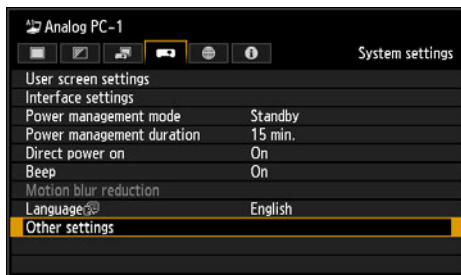 Analog PC-1
System settings
User screen settings
Interface settings
Power management mode Standby
Power management duration 15 min.
Direct power on On
Beep On
Motion blur reduction
Language English
Other settings